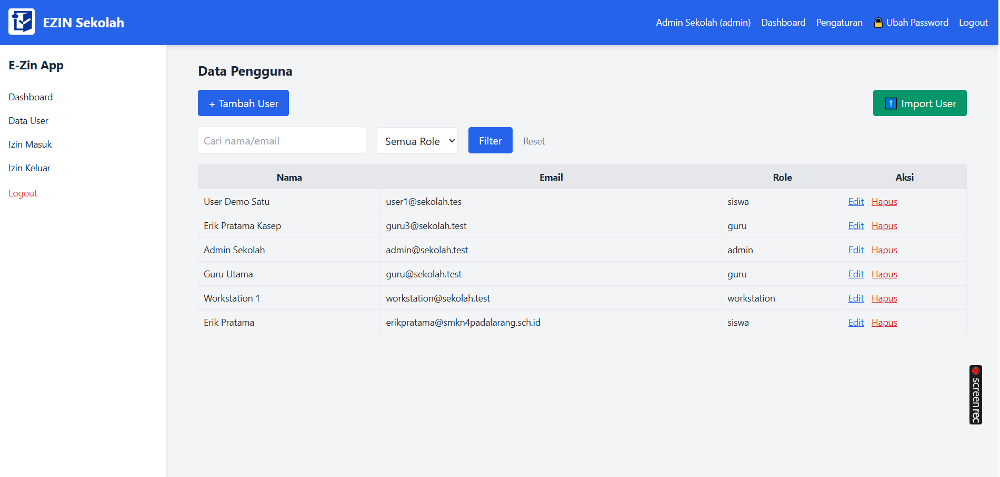 EZIN Sekolah
Admin Sekolah (admin) Dashboard Pengaturan Ubah Password Logout
E-Zin App
Dashboard
Data User
Izin Masuk
Izin Keluar
Logout
Data Pengguna
+ Tambah User
Import User
Cari nama/email Semua Role Filter Reset
Nama Email Role Aksi
User Demo Satu user1@sekolah.tes siswa Edit Hapus
Erik Pratama Kasep guru3@sekolah.test guru Edit Hapus
Admin Sekolah admin@sekolah.test admin Edit Hapus
Guru Utama guru@sekolah.test guru Edit Hapus
Workstation 1 workstation@sekolah.test workstation Edit Hapus
Erik Pratama erikpratama@smkn4padalarang.sch.id siswa Edit Hapus
screenrec